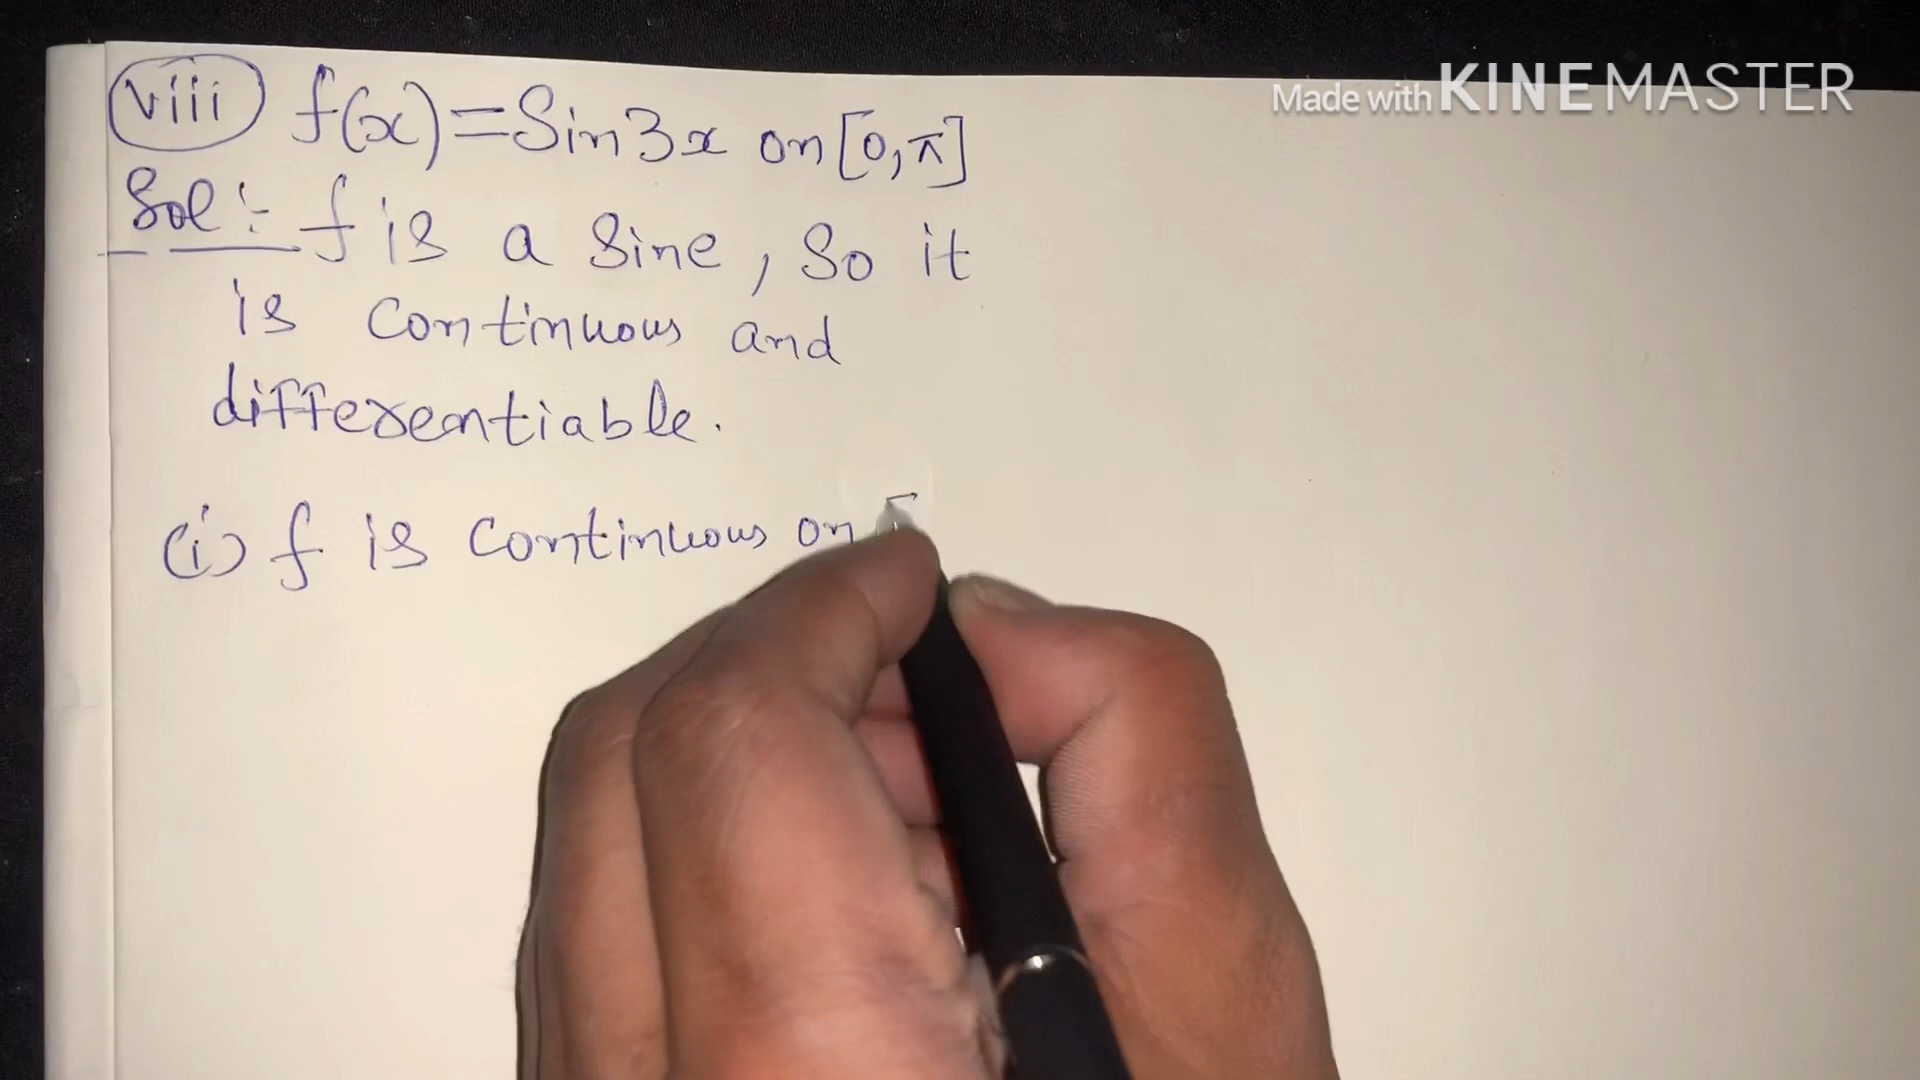 Made with KINEMASTER
viii f(x)=Sin3x on [0,π]
Sol:- f is a Sine, So it
is continuous and
differentiable.
(i) f is continuous on [